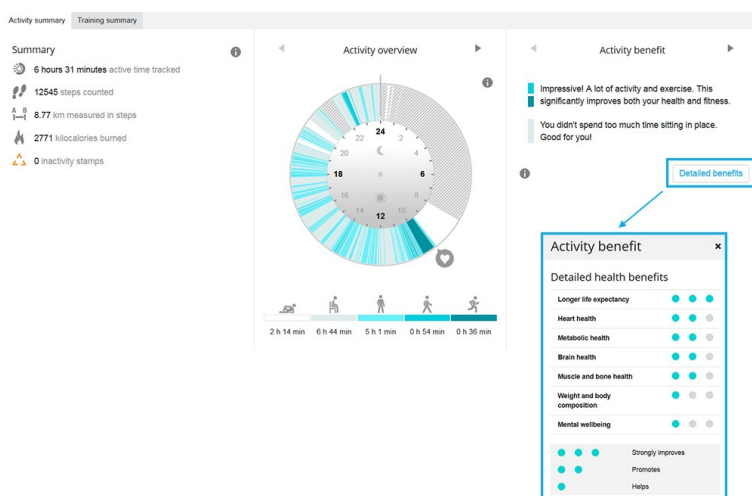 Activity summary
Training summary
Summary
6 hours 31 minutes active time tracked
12545 steps counted
A B
8.77 km measured in steps
2771 kilocalories burned
0 inactivity stamps
Activity overview
24
22 2
20 4
18 6
16 8
14 10
12
2 h 14 min 6 h 44 min 5 h 1 min 0 h 54 min 0 h 36 min
Activity benefit
Impressive! A lot of activity and exercise. This
significantly improves both your health and fitness.
You didn't spend too much time sitting in place.
Good for you!
Detailed benefits
Activity benefit ×
Detailed health benefits
Longer life expectancy
Heart health
Metabolic health
Brain health
Muscle and bone health
Weight and body
composition
Mental wellbeing
Strongly improves
Promotes
Helps